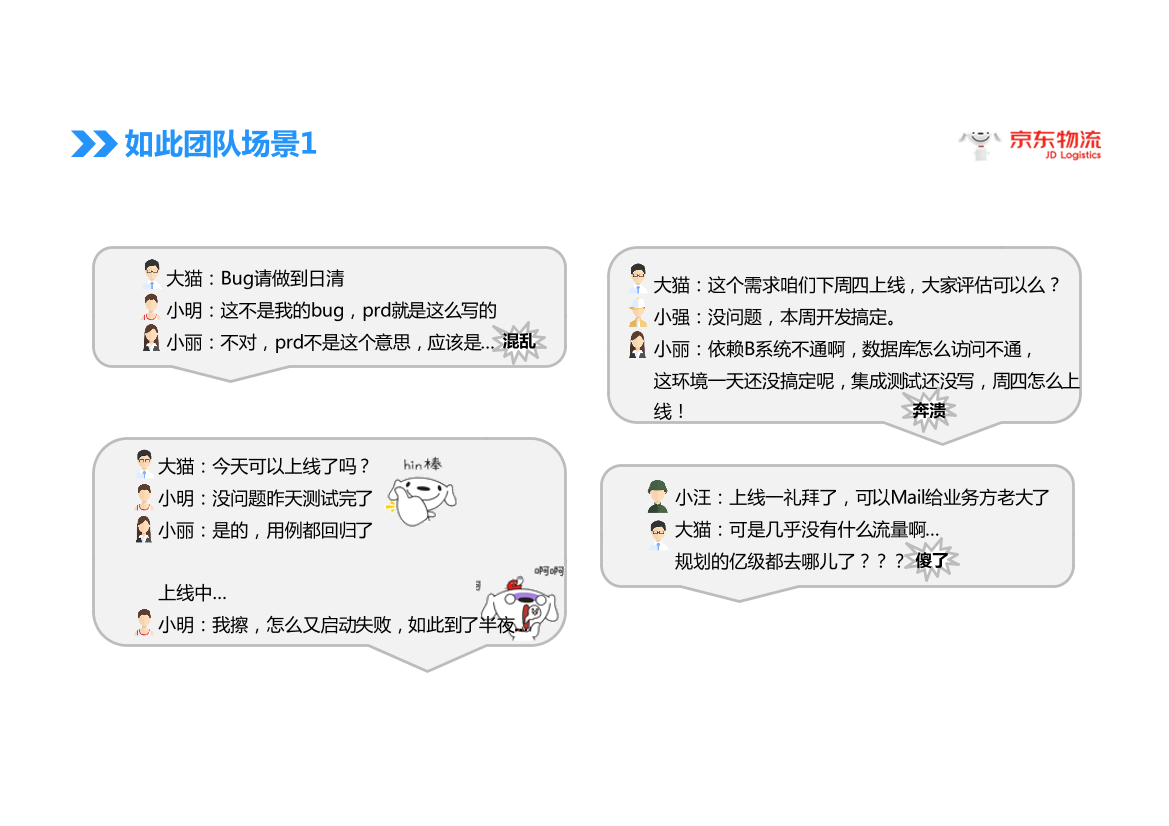 如此团队场景1
京东物流
JD Logistics
大猫：Bug请做到日清
小明：这不是我的bug，prd就是这么写的
小丽：不对，prd不是这个意思，应该是...
混乱
大猫：这个需求咱们下周四上线，大家评估可以么？
小强：没问题，本周开发搞定。
小丽：依赖B系统不通啊，数据库怎么访问不通，
这环境一天还没搞定呢，集成测试还没写，周四怎么上
线！
奔溃
大猫：今天可以上线了吗？
hin棒
小明：没问题昨天测试完了
小丽：是的，用例都回归了
上线中...
呵呵
小明：我擦，怎么又启动失败，如此到了半夜...
小汪：上线一礼拜了，可以Mail给业务方老大了
大猫：可是几乎没有什么流量啊...
规划的亿级都去哪儿了？？？
傻了